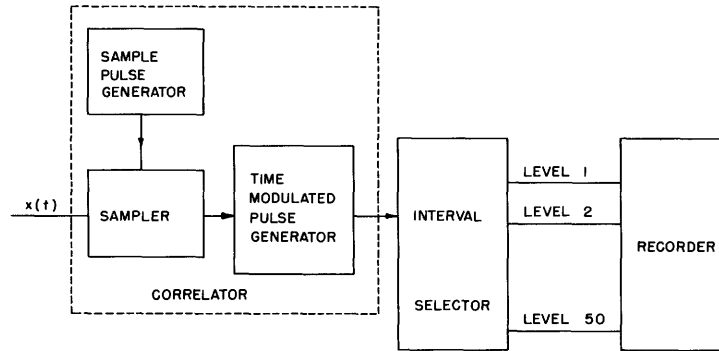 SAMPLE
PULSE
GENERATOR
x(t)
SAMPLER
TIME
MODULATED
PULSE
GENERATOR
CORRELATOR
INTERVAL
SELECTOR
LEVEL 1
LEVEL 2
LEVEL 50
RECORDER